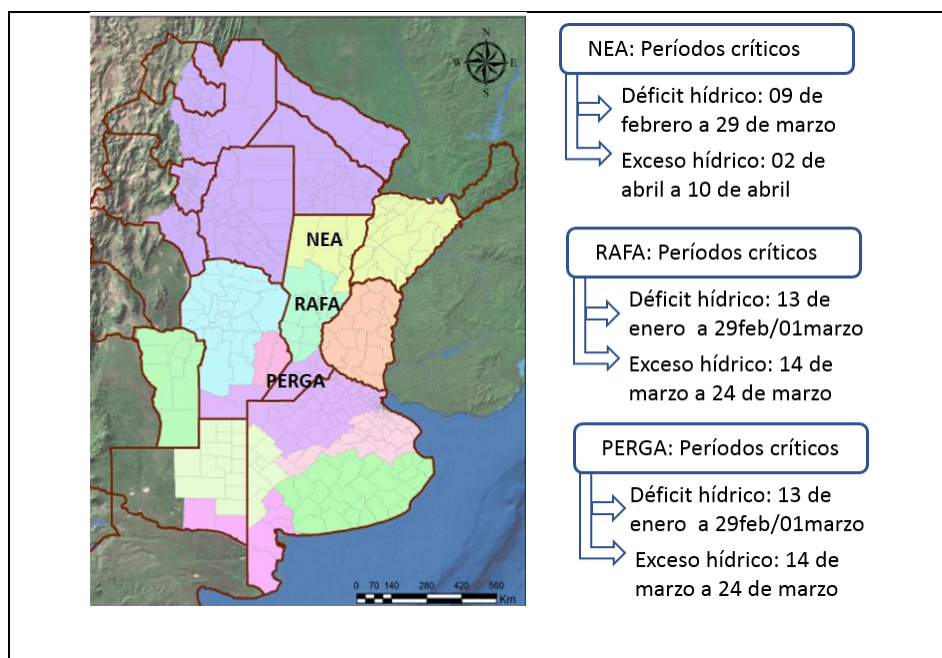 N
W E
S
NEA
RAFA
PERGA
0 70 140 280 420 560
Km
NEA: Períodos críticos
Déficit hídrico: 09 de
febrero a 29 de marzo
Exceso hídrico: 02 de
abril a 10 de abril
RAFA: Períodos críticos
Déficit hídrico: 13 de
enero a 29feb/01marzo
Exceso hídrico: 14 de
marzo a 24 de marzo
PERGA: Períodos críticos
Déficit hídrico: 13 de
enero a 29feb/01marzo
Exceso hídrico: 14 de
marzo a 24 de marzo